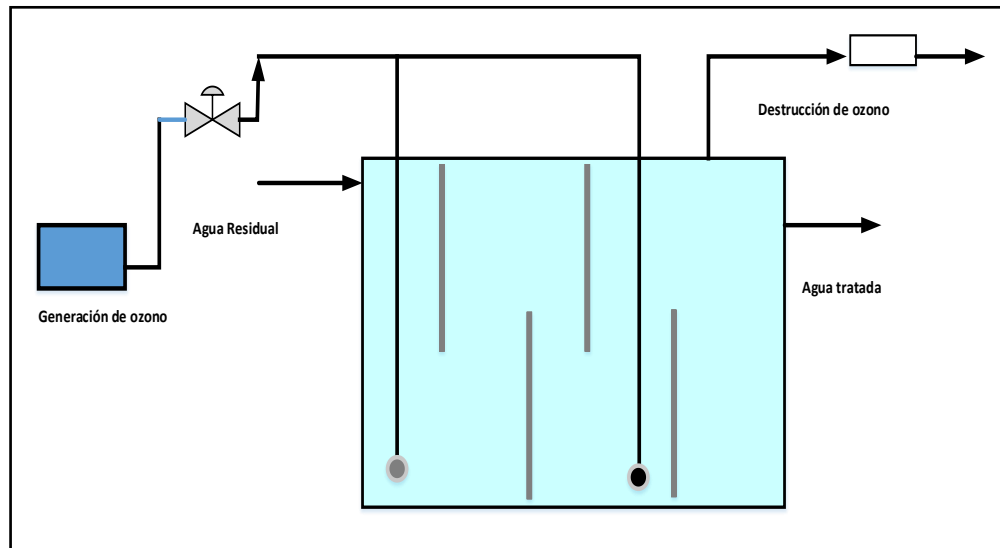 Destrucción de ozono
Agua Residual
Agua tratada
Generación de ozono